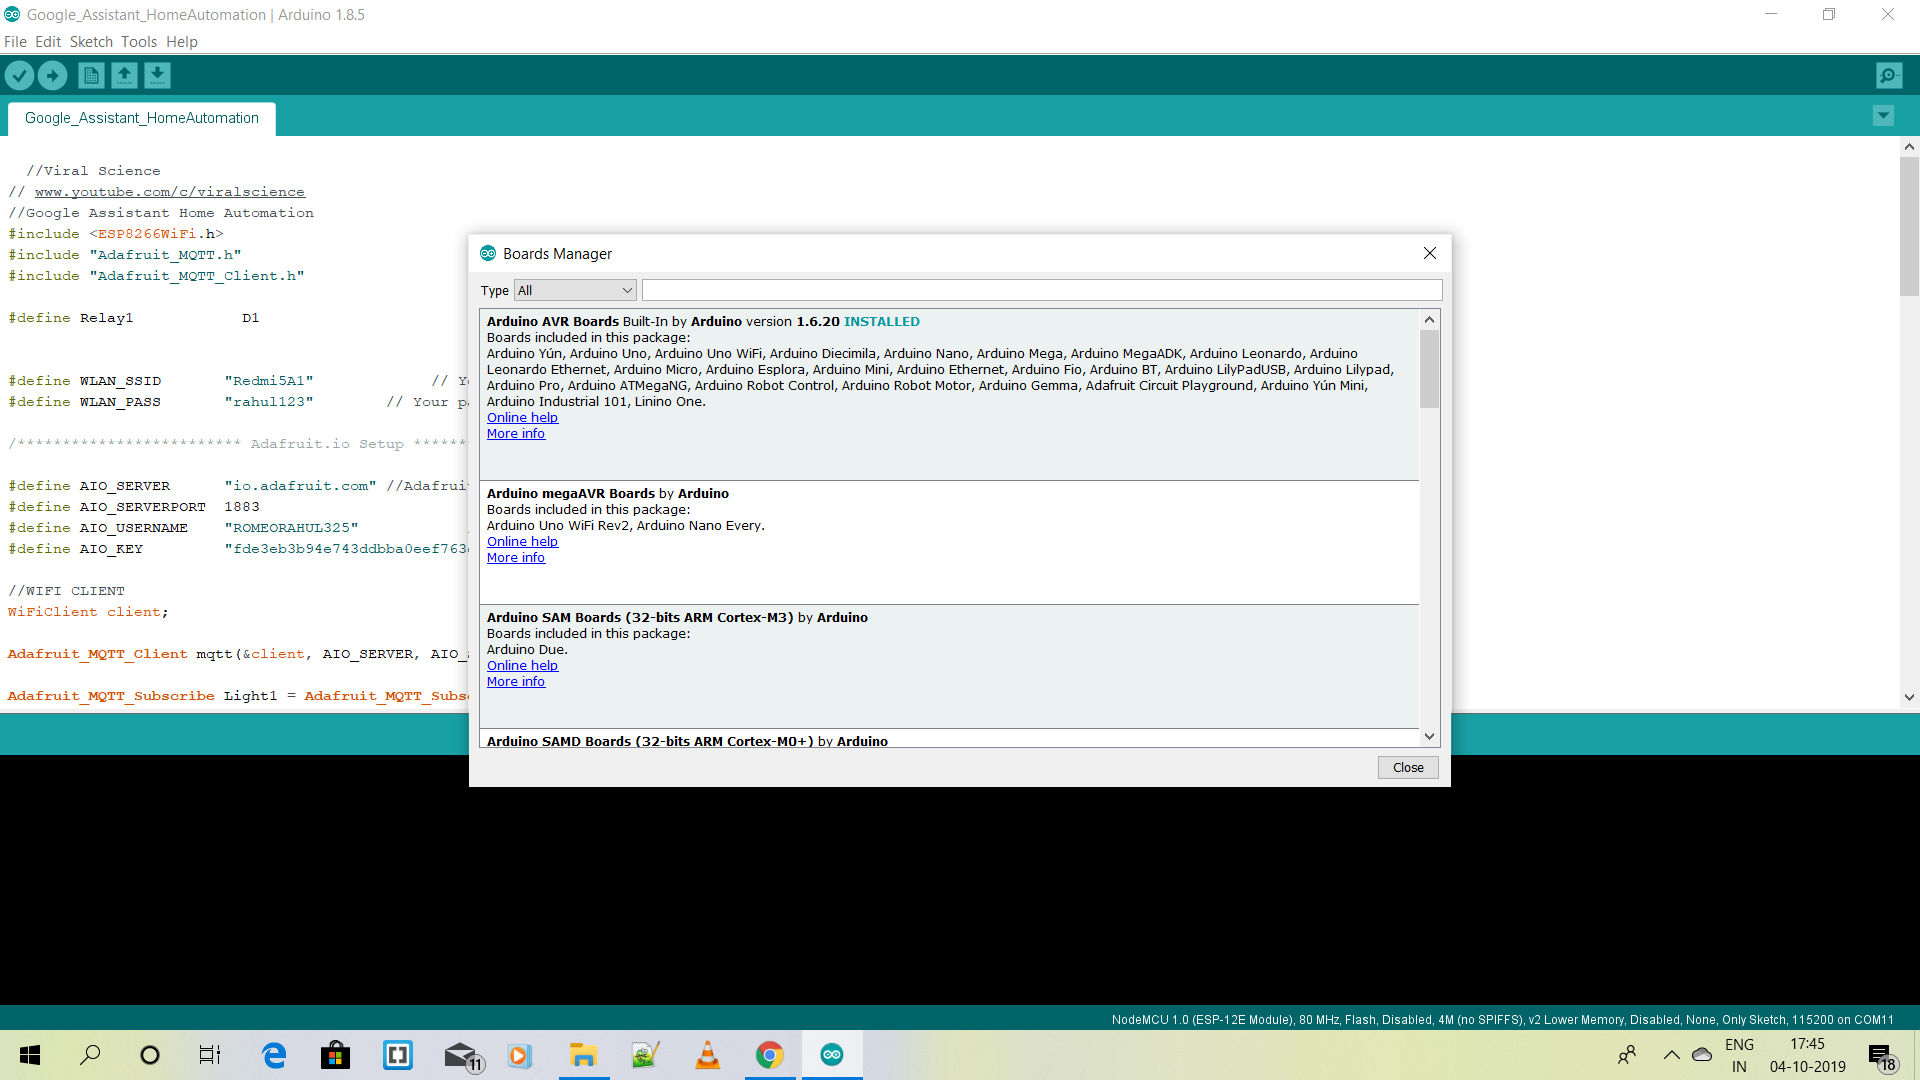 Google_Assistant_HomeAutomation | Arduino 1.8.5
File Edit Sketch Tools Help
Google_Assistant_HomeAutomation
//Viral Science
// www.youtube.com/c/viralscience
//Google Assistant Home Automation
#include <ESP8266WiFi.h>
#include "Adafruit_MQTT.h"
#include "Adafruit_MQTT_Client.h"
#define Relay1 D1
#define WLAN_SSID "Redmi5A1" // Y
#define WLAN_PASS "rahul123" // Your p
/************************* Adafruit.io Setup ******
#define AIO_SERVER "io.adafruit.com" //Adafrui
#define AIO_SERVERPORT 1883
#define AIO_USERNAME "ROMEORAHUL325"
#define AIO_KEY "fde3eb3b94e743ddbba0eef763
//WIFI CLIENT
WiFiClient client;
Adafruit_MQTT_Client mqtt(&client, AIO_SERVER, AIO_
Adafruit_MQTT_Subscribe Light1 = Adafruit_MQTT_Subs
Boards Manager
Type All
Arduino AVR Boards Built-In by Arduino version 1.6.20 INSTALLED
Boards included in this package:
Arduino Yún, Arduino Uno, Arduino Uno WiFi, Arduino Diecimila, Arduino Nano, Arduino Mega, Arduino MegaADK, Arduino Leonardo, Arduino
Leonardo Ethernet, Arduino Micro, Arduino Esplora, Arduino Mini, Arduino Ethernet, Arduino Fio, Arduino BT, Arduino LilyPadUSB, Arduino Lilypad,
Arduino Pro, Arduino ATMegaNG, Arduino Robot Control, Arduino Robot Motor, Arduino Gemma, Adafruit Circuit Playground, Arduino Yún Mini,
Arduino Industrial 101, Linino One.
Online help
More info
Arduino megaAVR Boards by Arduino
Boards included in this package:
Arduino Uno WiFi Rev2, Arduino Nano Every.
Online help
More info
Arduino SAM Boards (32-bits ARM Cortex-M3) by Arduino
Boards included in this package:
Arduino Due.
Online help
More info
Arduino SAMD Boards (32-bits ARM Cortex-M0+) by Arduino
Close
NodeMCU 1.0 (ESP-12E Module), 80 MHz, Flash, Disabled, 4M (no SPIFFS), v2 Lower Memory, Disabled, None, Only Sketch, 115200 on COM11
11
ENG
IN
17:45
04-10-2019
18